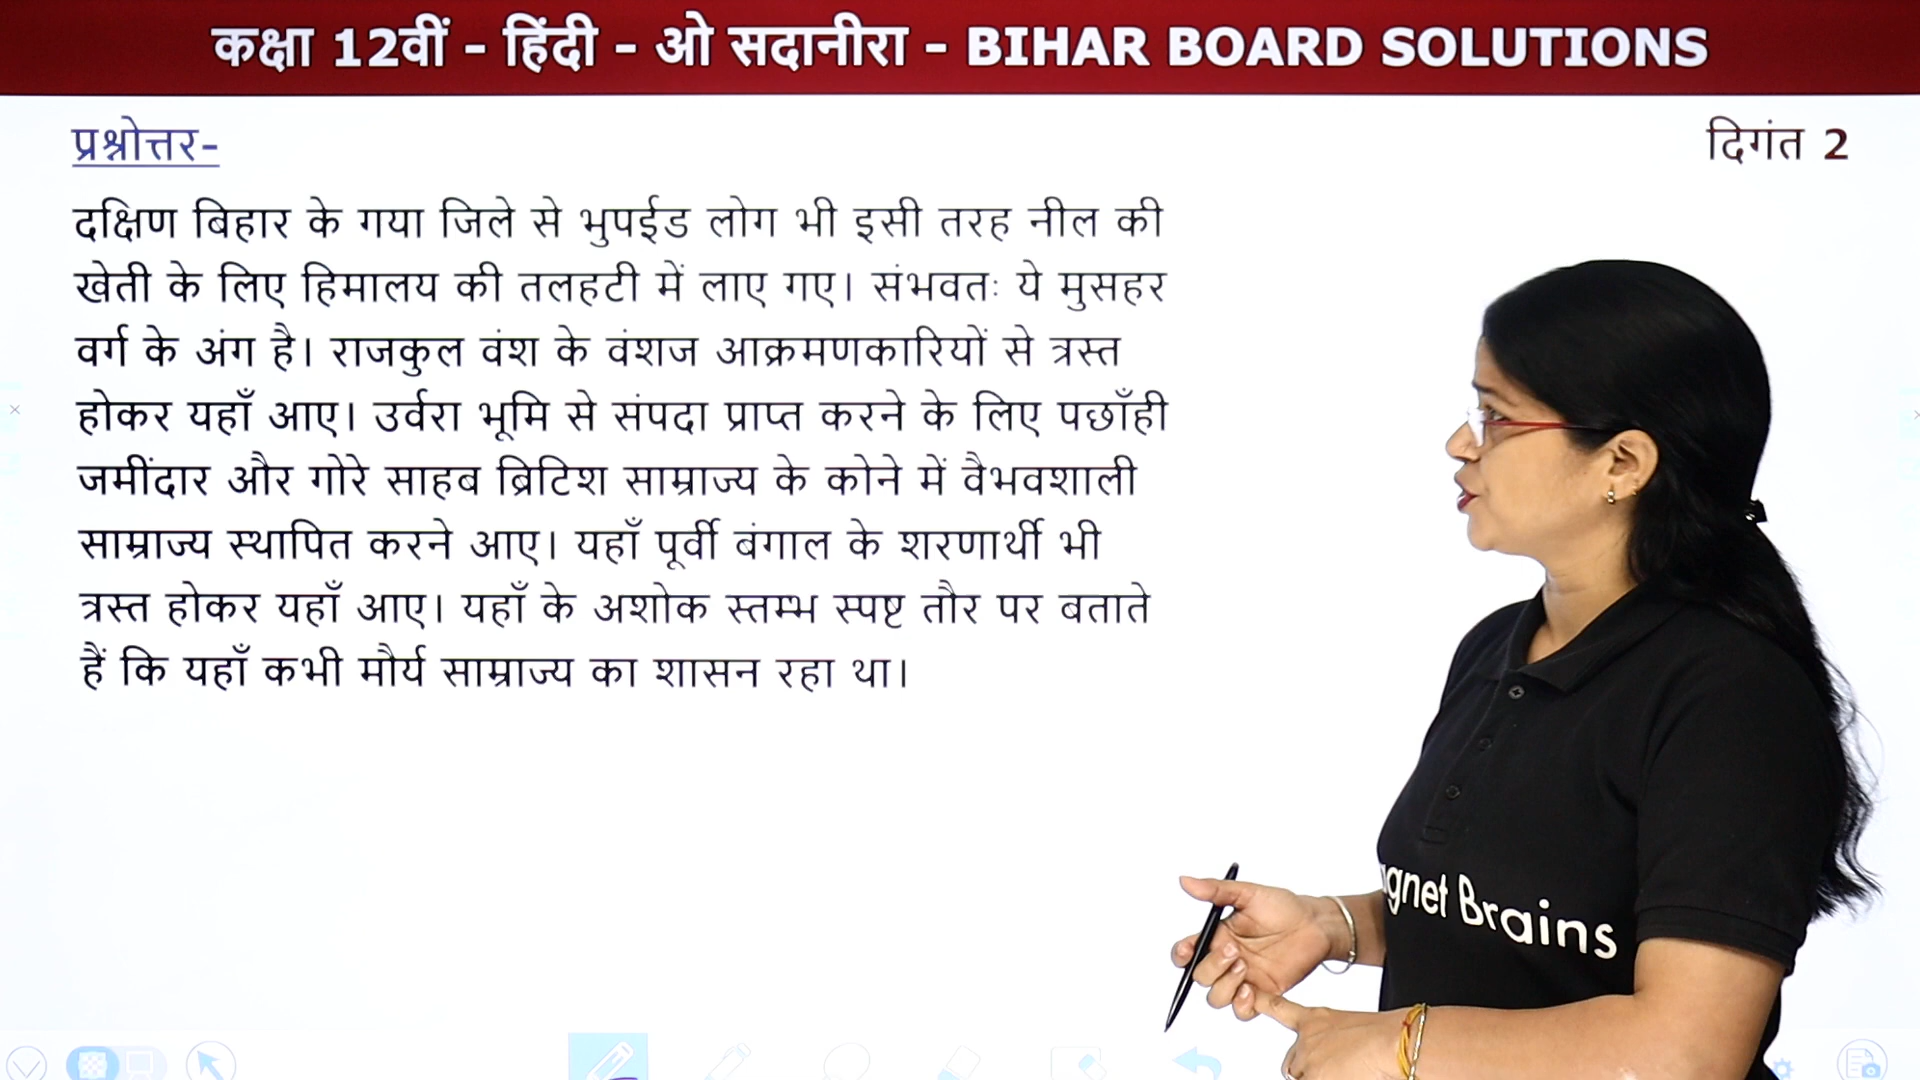 कक्षा 12वीं - हिंदी - ओ सदानीरा - BIHAR BOARD SOLUTIONS
प्रश्नोत्तर-
दिगंत 2
दक्षिण बिहार के गया जिले से भुपईड लोग भी इसी तरह नील की
खेती के लिए हिमालय की तलहटी में लाए गए। संभवतः ये मुसहर
वर्ग के अंग है। राजकुल वंश के वंशज आक्रमणकारियों से त्रस्त
होकर यहाँ आए। उर्वरा भूमि से संपदा प्राप्त करने के लिए पछाँही
जमींदार और गोरे साहब ब्रिटिश साम्राज्य के कोने में वैभवशाली
साम्राज्य स्थापित करने आए। यहाँ पूर्वी बंगाल के शरणार्थी भी
त्रस्त होकर यहाँ आए। यहाँ के अशोक स्तम्भ स्पष्ट तौर पर बताते
हैं कि यहाँ कभी मौर्य साम्राज्य का शासन रहा था।
gnet Brains